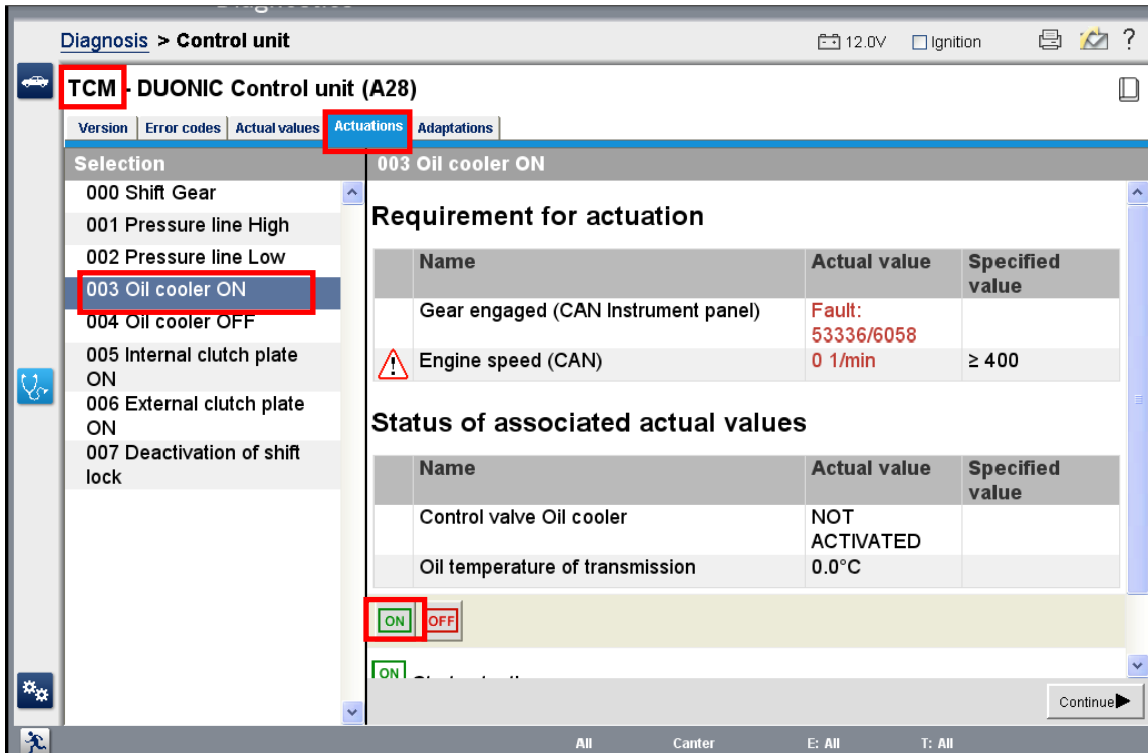 Diagnosis > Control unit
12.0V Ignition ?
TCM - DUONIC Control unit (A28)
Version Error codes Actual values Actuations Adaptations
Selection
000 Shift Gear
001 Pressure line High
002 Pressure line Low
003 Oil cooler ON
004 Oil cooler OFF
005 Internal clutch plate
ON
006 External clutch plate
ON
007 Deactivation of shift
lock
003 Oil cooler ON
Requirement for actuation
Name Actual value Specified
value
Gear engaged (CAN Instrument panel) Fault:
53336/6058
Engine speed (CAN) 0 1/min ≥ 400
Status of associated actual values
Name Actual value Specified
value
Control valve Oil cooler NOT
ACTIVATED
Oil temperature of transmission 0.0°C
ON OFF
ON
Continue
All Canter E: All T: All